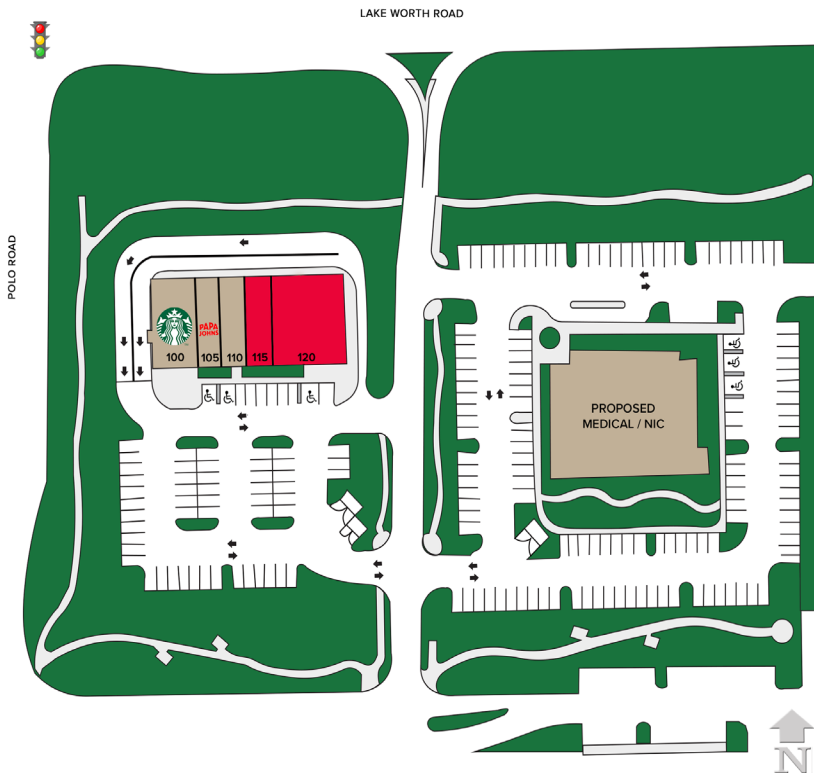 LAKE WORTH ROAD
POLO ROAD
PAPA
JOHNS
100
105
110
115
120
PROPOSED
MEDICAL / NIC
N